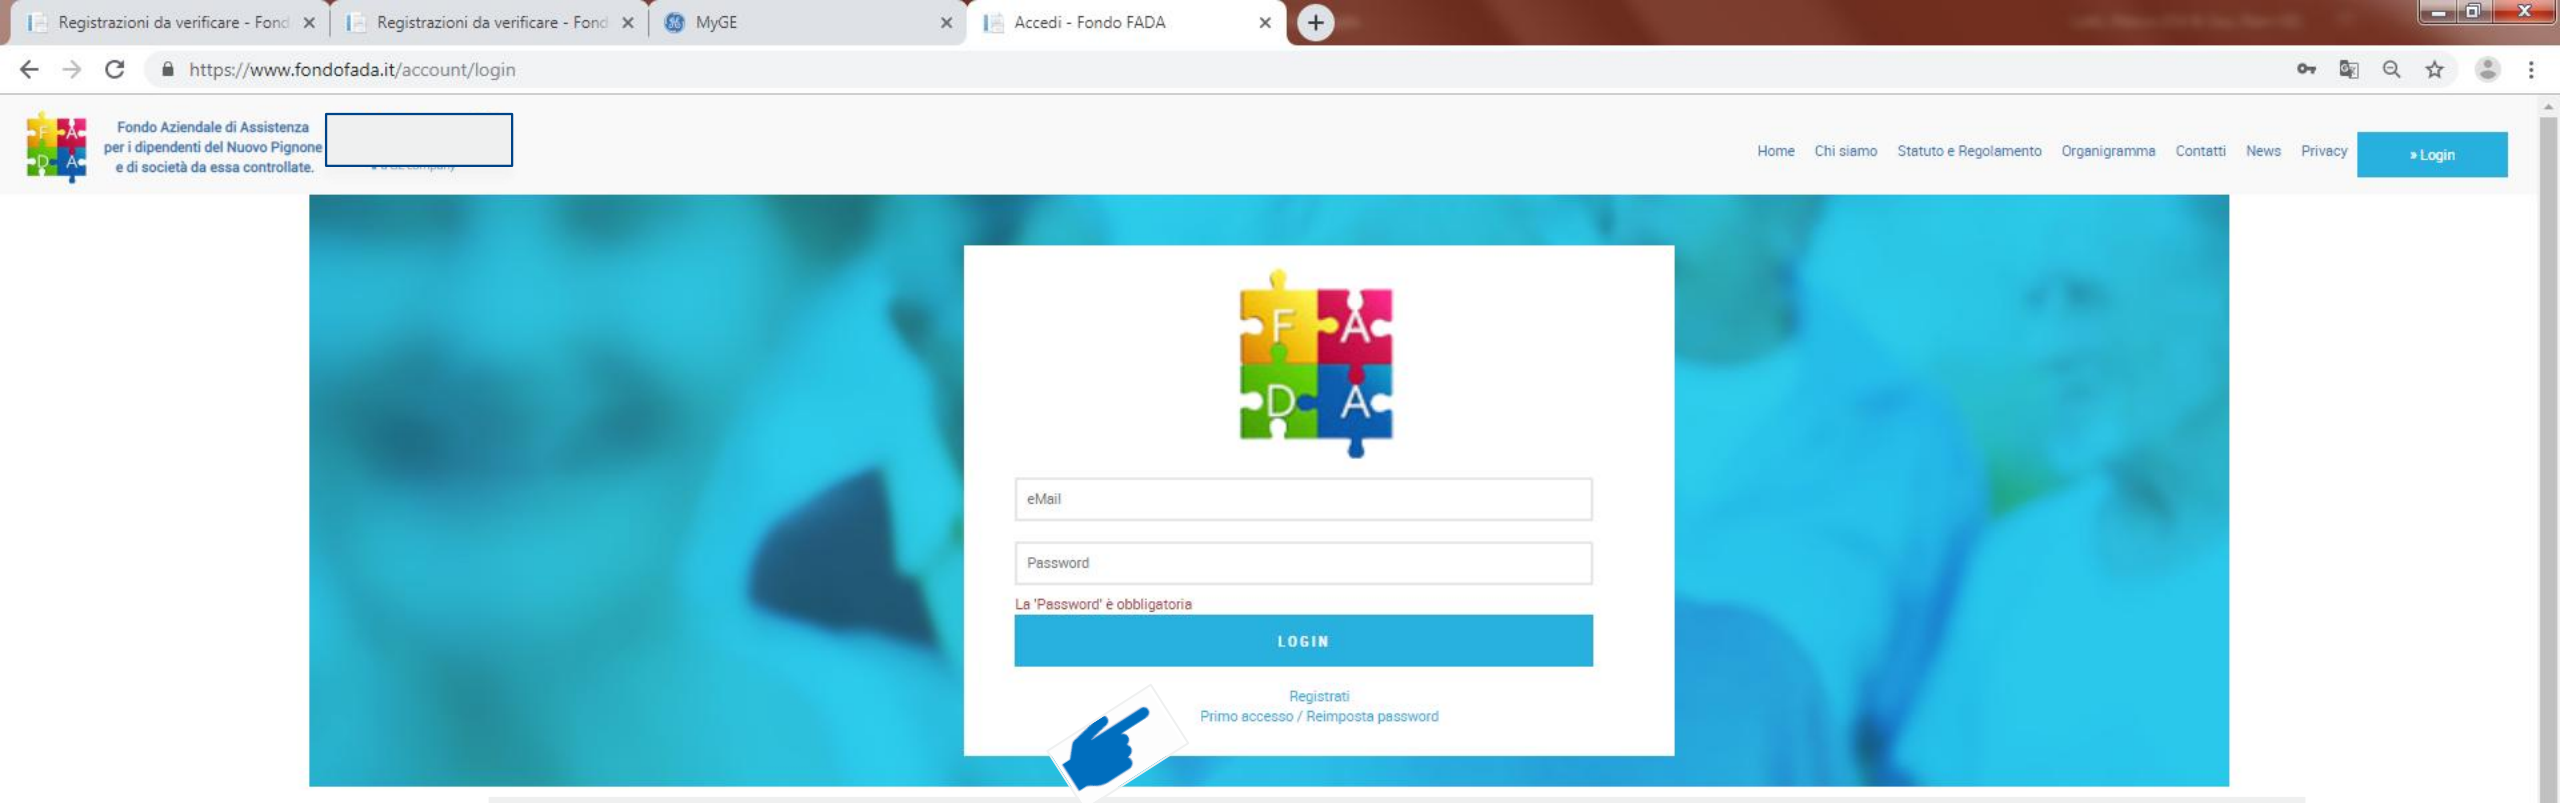 Registrazioni da verificare - Fond
Registrazioni da verificare - Fond
MyGE
Accedi - Fondo FADA
https://www.fondofada.it/account/login
F A
D A
Fondo Aziendale di Assistenza
per i dipendenti del Nuovo Pignone
e di società da essa controllate.
Home Chi siamo Statuto e Regolamento Organigramma Contatti News Privacy » Login
F A
D A
eMail
Password
La 'Password' è obbligatoria
LOGIN
Registrati
Primo accesso / Reimposta password